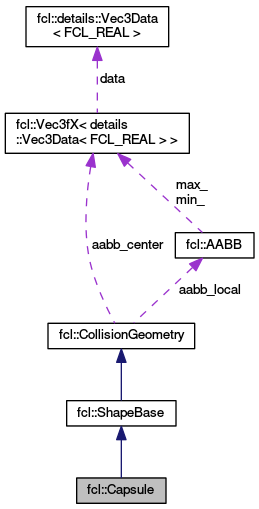 fcl::details::Vec3Data
< FCL_REAL >
data
fcl::Vec3fX< details
::Vec3Data< FCL_REAL > >
max_
min_
aabb_center
fcl::AABB
aabb_local
fcl::CollisionGeometry
fcl::ShapeBase
fcl::Capsule